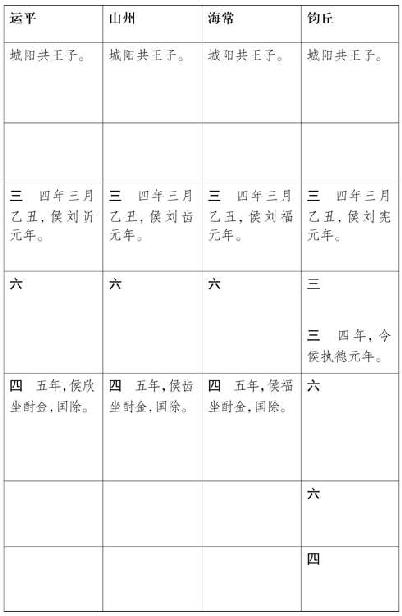 运平
山州
海常
钧丘
城阳共王子。
城阳共王子。
城阳共王子。
城阳共王子。
三 四年三月
乙丑，侯刘䜣
元年。
三 四年三月
乙丑，侯刘齿
元年。
三 四年三月
乙丑，侯刘福
元年。
三 四年三月
乙丑，侯刘宪
元年。
六
六
六
三
三 四年，今
侯执德元年。
四 五年，侯欣
坐酎金，国除。
四 五年，侯齿
坐酎金，国除。
四 五年，侯福
坐酎金，国除。
六
六
四